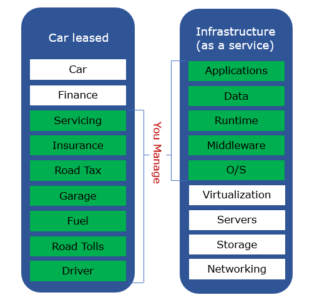 Car leased
Car
Finance
Servicing
Insurance
Road Tax
Garage
Fuel
Road Tolls
Driver
You Manage
Infrastructure
(as a service)
Applications
Data
Runtime
Middleware
O/S
Virtualization
Servers
Storage
Networking